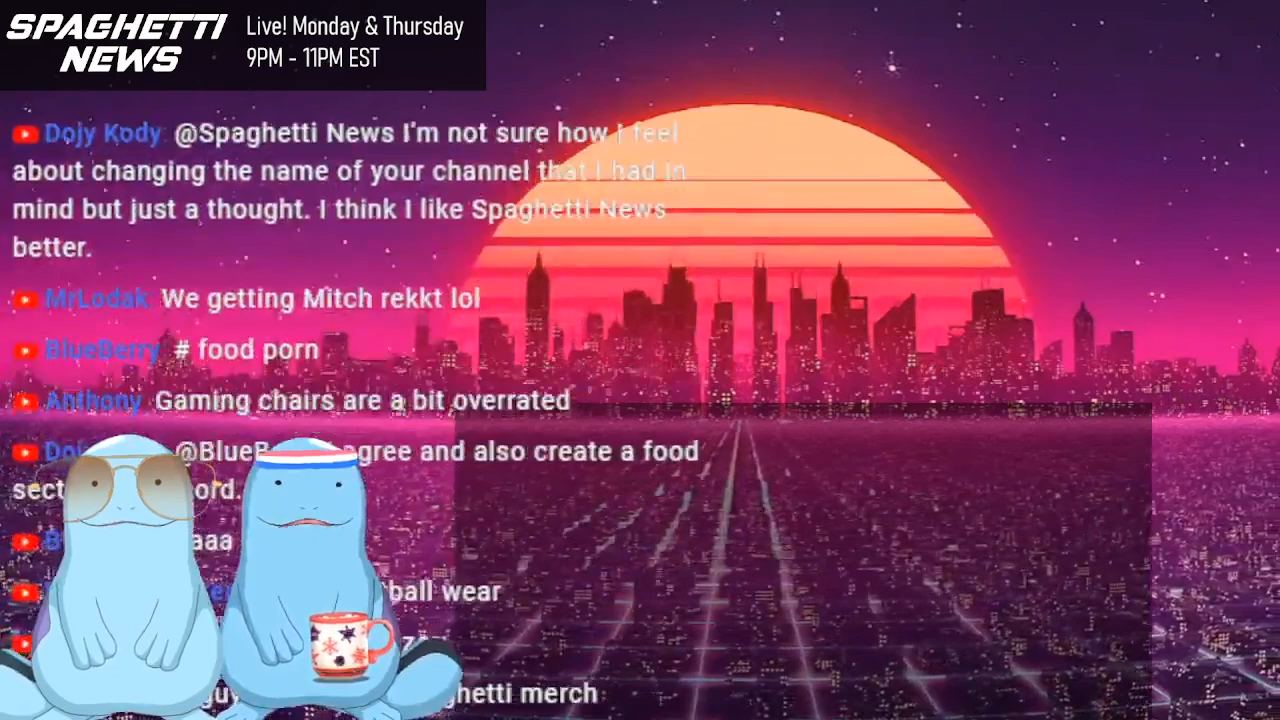 SPAGHETTI
NEWS
Live! Monday & Thursday
9PM - 11PM EST
Dojy Kody @Spaghetti News I'm not sure how I feel
about changing the name of your channel that I had in
mind but just a thought. I think I like Spaghetti News
better.
MrLodak We getting Mitch rekkt lol
BlueBerry # food porn
Anthony Gaming chairs are a bit overrated
agree and also create a food
ball wear
merch